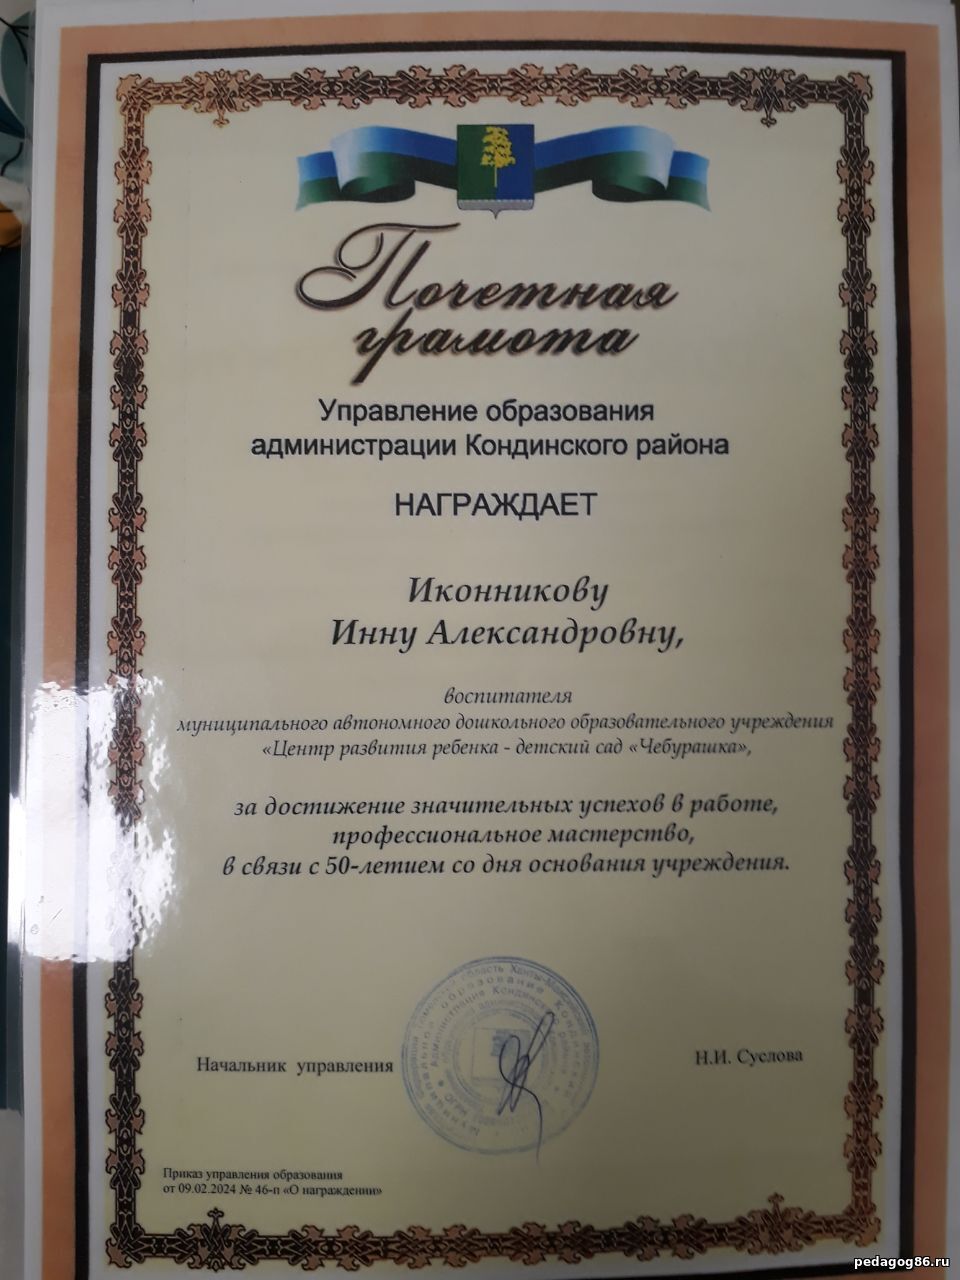 Почетная
грамота
Управление образования
администрации Кондинского района
НАГРАЖДАЕТ
Иконникову
Инну Александровну,
воспитателя
муниципального автономного дошкольного образовательного учреждения
«Центр развития ребенка - детский сад «Чебурашка»,
за достижение значительных успехов в работе,
профессиональное мастерство,
в связи с 50-летием со дня основания учреждения.
Начальник управления
Н.И. Суслова
Приказ управления образования
от 09.02.2024 № 46-п «О награждении»
pedagog86.ru